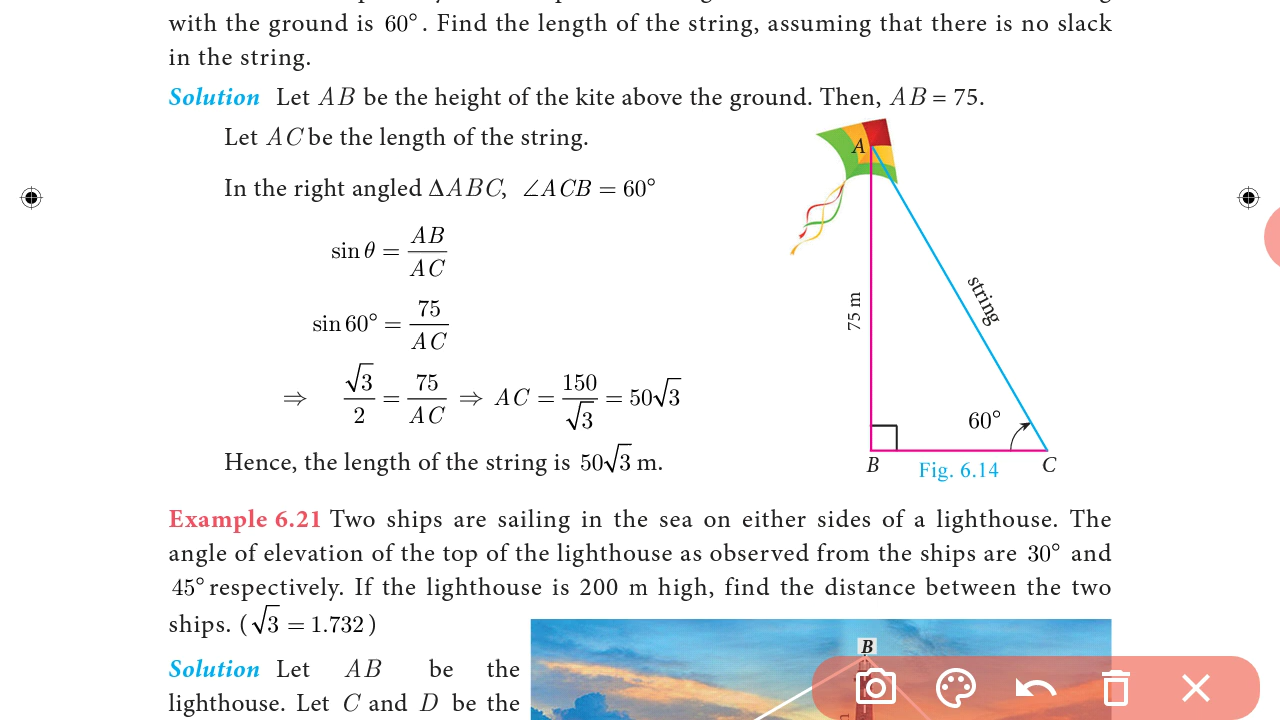 with the ground is 60°. Find the length of the string, assuming that there is no slack
in the string.
Solution Let AB be the height of the kite above the ground. Then, AB = 75.
Let AC be the length of the string.
In the right angled ΔABC, ∠ACB = 60°
sin θ = AB/AC
sin 60° = 75/AC
⇒ √3/2 = 75/AC ⇒ AC = 150/√3 = 50√3
Hence, the length of the string is 50√3 m.
A
75 m
string
60°
B
Fig. 6.14
C
Example 6.21 Two ships are sailing in the sea on either sides of a lighthouse. The
angle of elevation of the top of the lighthouse as observed from the ships are 30° and
45° respectively. If the lighthouse is 200 m high, find the distance between the two
ships. (√3 = 1.732)
Solution Let AB be the
lighthouse. Let C and D be the
B